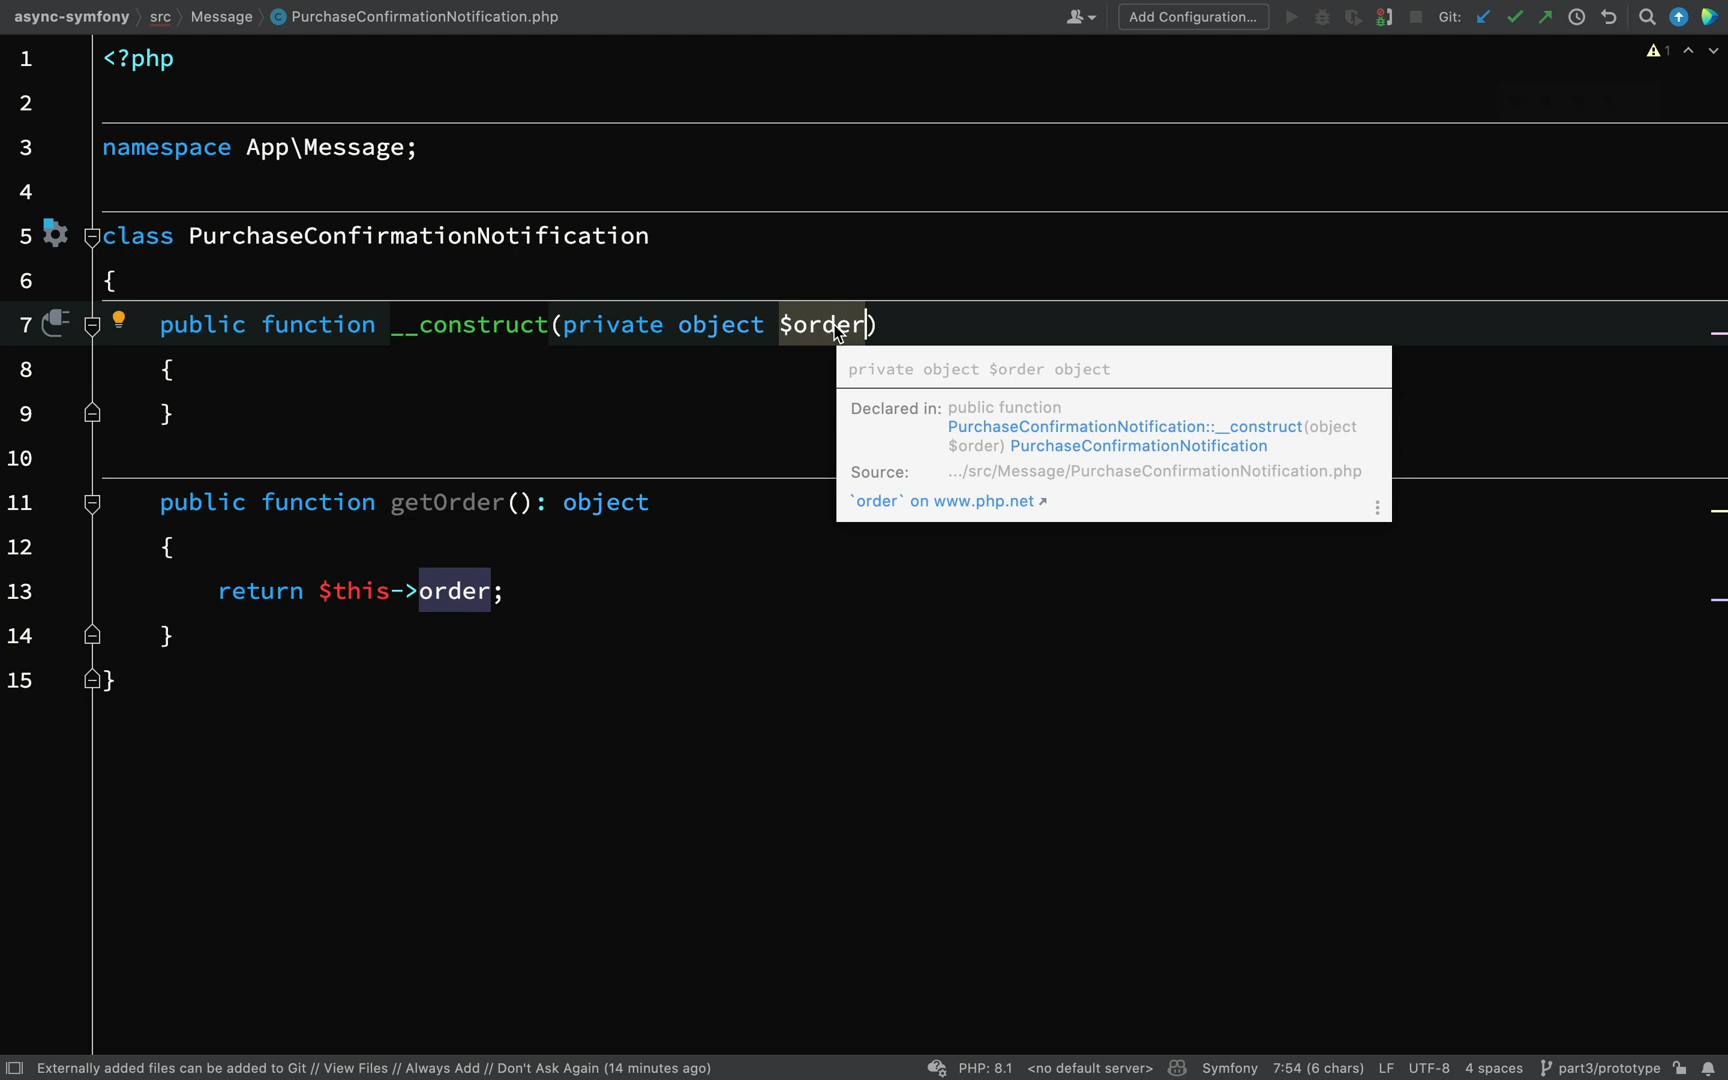 async-symfony src Message PurchaseConfirmationNotification.php Add Configuration... Git:
1 <?php 1
2
3 namespace App\Message;
4
5 class PurchaseConfirmationNotification
6 {
7 public function __construct(private object $order)
8 {
9 }
10
11 public function getOrder(): object
12 {
13 return $this->order;
14 }
15 }
private object $order object
Declared in: public function
PurchaseConfirmationNotification::__construct(object
$order) PurchaseConfirmationNotification
Source: .../src/Message/PurchaseConfirmationNotification.php
`order` on www.php.net ↗
Externally added files can be added to Git // View Files // Always Add // Don't Ask Again (14 minutes ago) PHP: 8.1 <no default server> Symfony 7:54 (6 chars) LF UTF-8 4 spaces part3/prototype